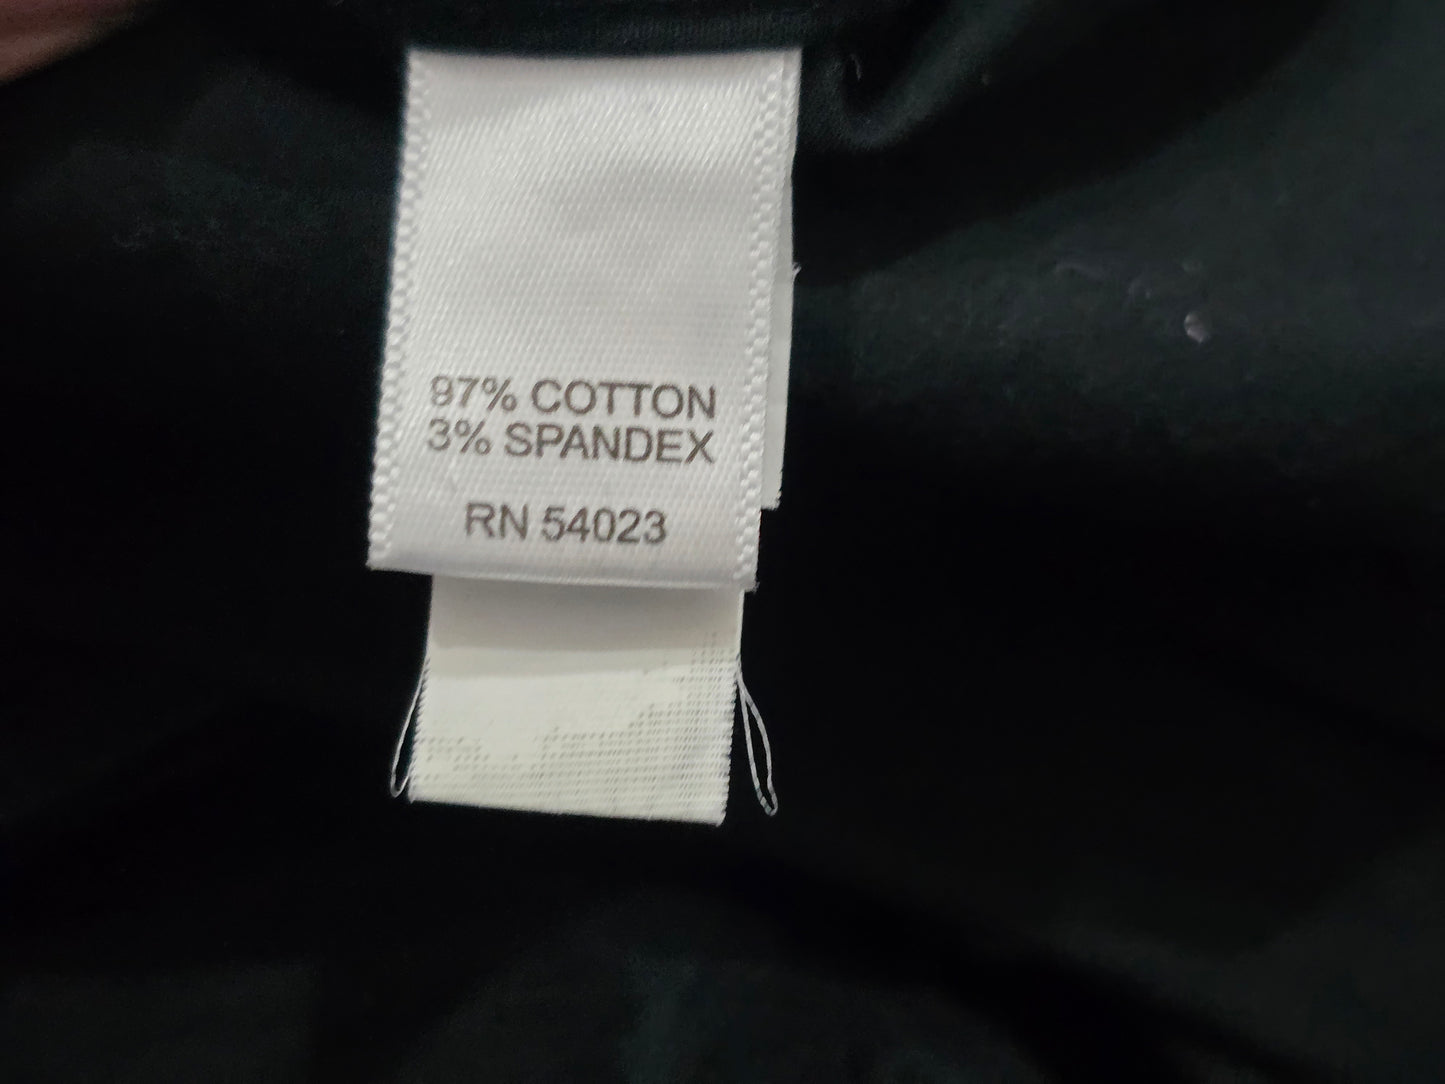 97% COTTON
3% SPANDEX
RN 54023